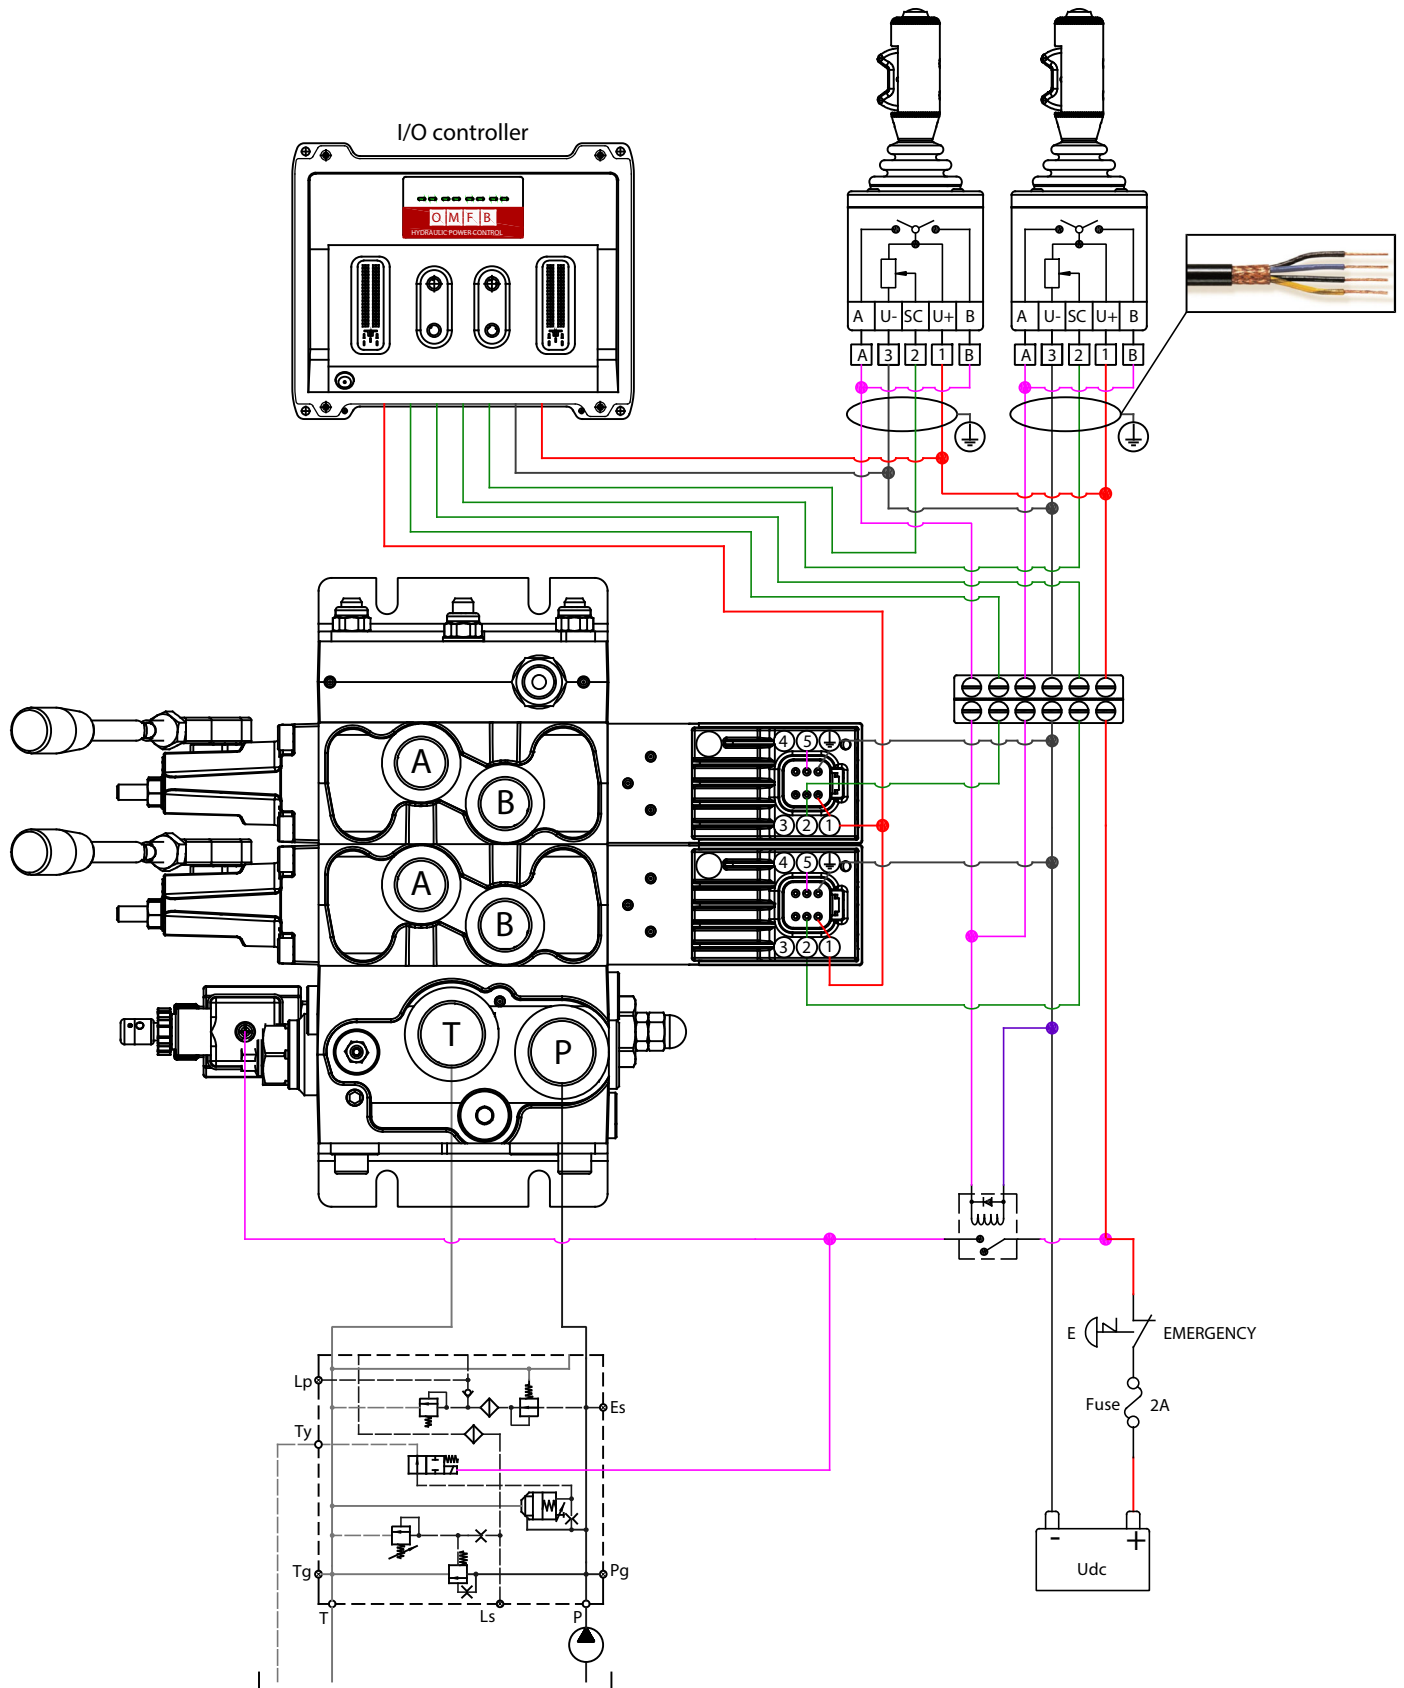 I/O controller
O M F B
HYDRAULIC POWER CONTROL
A U- SC U+ B
A 3 2 1 B
A U- SC U+ B
A 3 2 1 B
4 5
A
B
3 2 1
4 5
A
B
3 2 1
T
P
E EMERGENCY
Fuse 2A
Lp
Es
Ty
- +
Udc
Tg
Pg
T
Ls
P